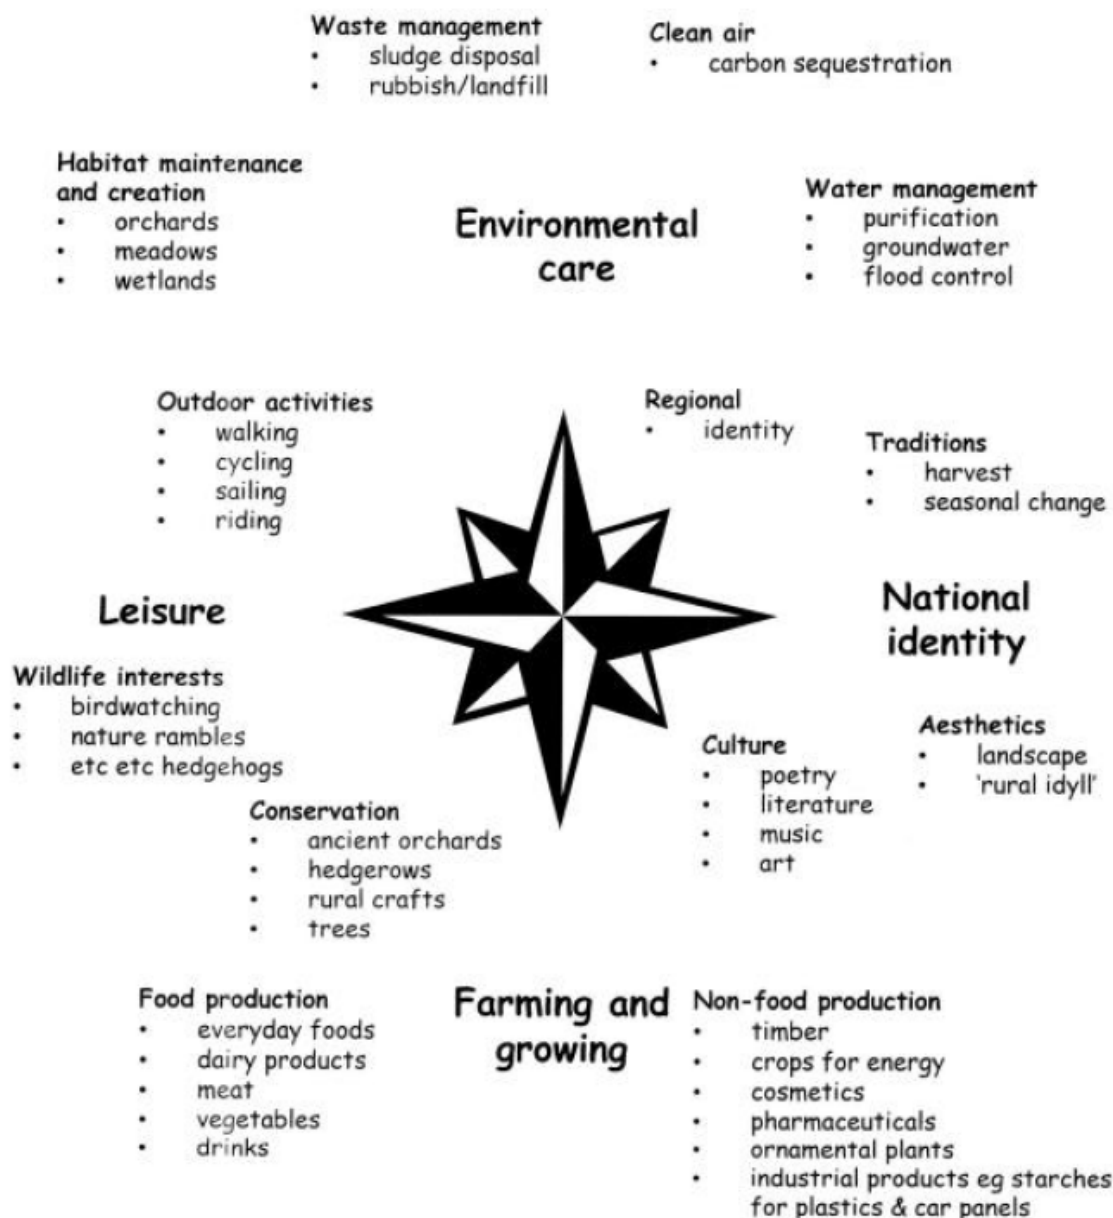 Waste management
• sludge disposal
• rubbish/landfill
Clean air
• carbon sequestration
Habitat maintenance
and creation
• orchards
• meadows
• wetlands
Environmental
care
Water management
• purification
• groundwater
• flood control
Outdoor activities
• walking
• cycling
• sailing
• riding
Regional
• identity
Traditions
• harvest
• seasonal change
Leisure
National
identity
Wildlife interests
• birdwatching
• nature rambles
• etc etc hedgehogs
Culture
• poetry
• literature
• music
• art
Aesthetics
• landscape
• 'rural idyll'
Conservation
• ancient orchards
• hedgerows
• rural crafts
• trees
Food production
• everyday foods
• dairy products
• meat
• vegetables
• drinks
Farming and
growing
Non-food production
• timber
• crops for energy
• cosmetics
• pharmaceuticals
• ornamental plants
• industrial products eg starches
for plastics & car panels